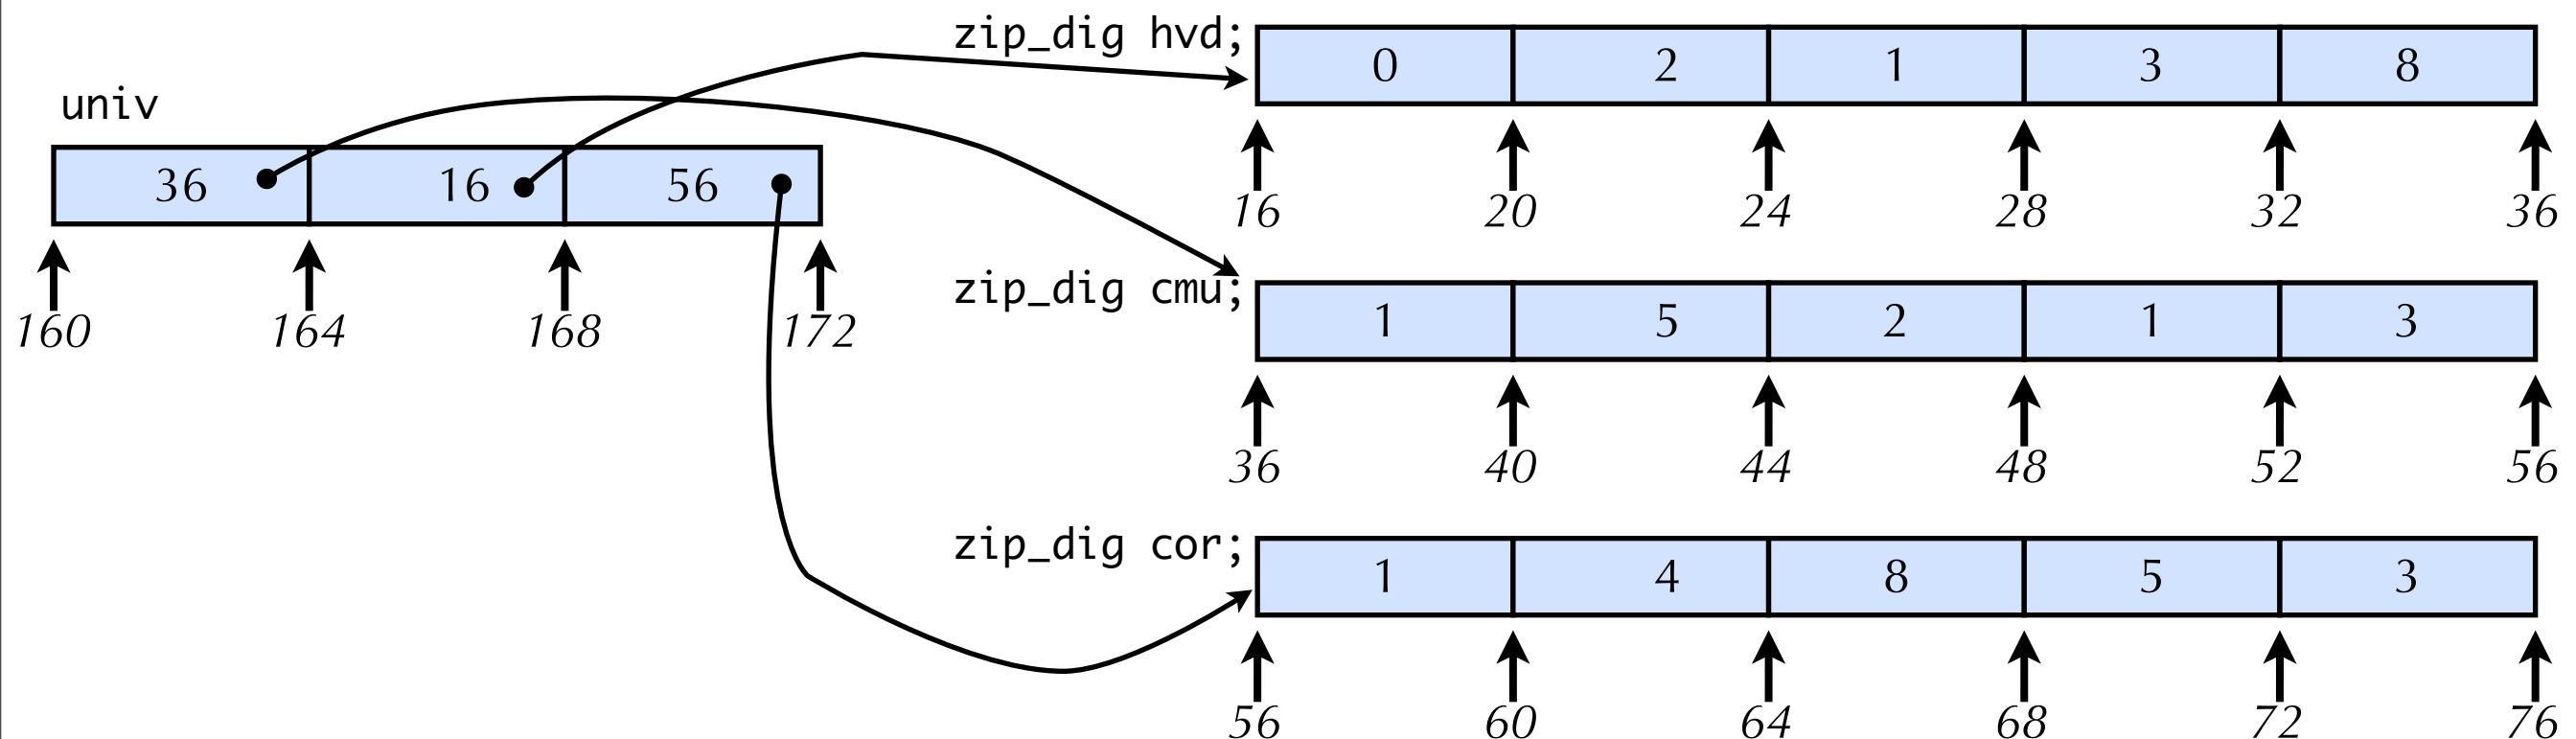 univ
36 16 56
160 164 168 172
zip_dig hvd;
0 2 1 3 8
16 20 24 28 32 36
zip_dig cmu;
1 5 2 1 3
36 40 44 48 52 56
zip_dig cor;
1 4 8 5 3
56 60 64 68 72 76